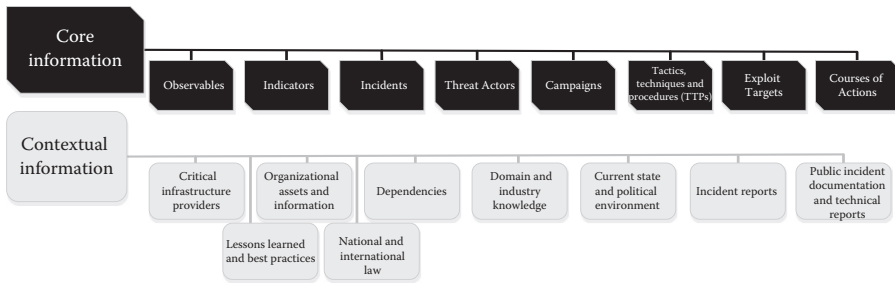 Core
information
Observables
Indicators
Incidents
Threat Actors
Campaigns
Tactics,
techniques and
procedures (TTPs)
Exploit
Targets
Courses of
Actions
Contextual
information
Critical
infrastructure
providers
Organizational
assets and
information
Dependencies
Domain and
industry
knowledge
Current state
and political
environment
Incident reports
Public incident
documentation
and technical
reports
Lessons learned
and best practices
National and
international
law